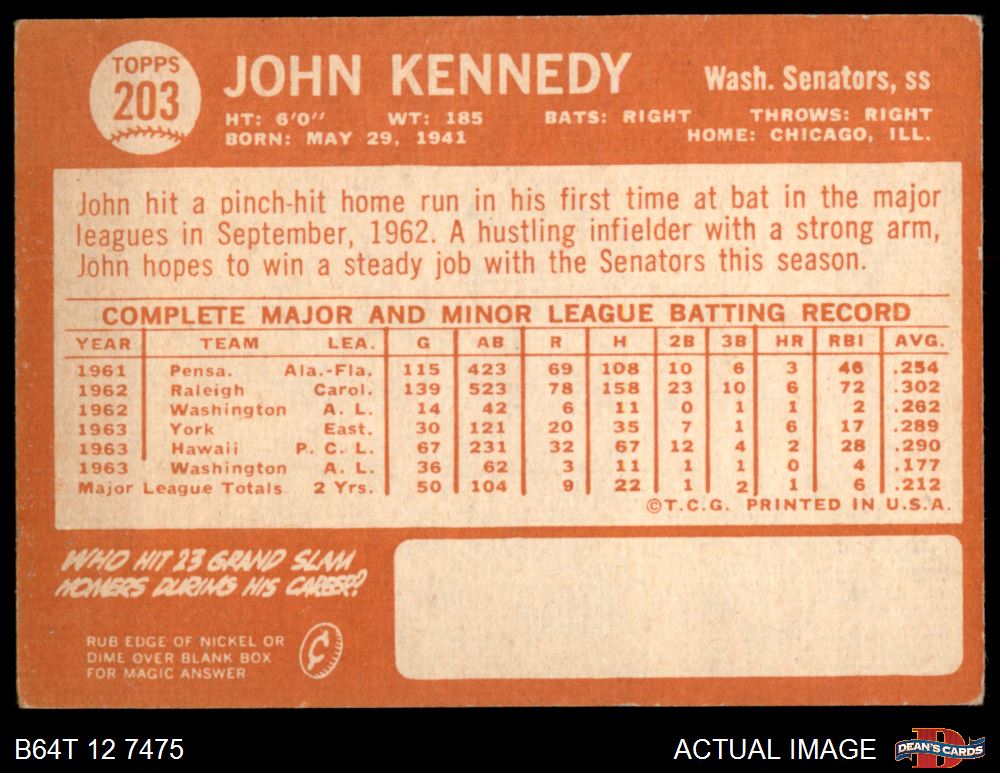 TOPPS
203
JOHN KENNEDY
Wash. Senators, ss
HT: 6'0" WT: 185 BATS: RIGHT THROWS: RIGHT
BORN: MAY 29, 1941 HOME: CHICAGO, ILL.
John hit a pinch-hit home run in his first time at bat in the major
leagues in September, 1962. A hustling infielder with a strong arm,
John hopes to win a steady job with the Senators this season.
COMPLETE MAJOR AND MINOR LEAGUE BATTING RECORD
YEAR TEAM LEA. G AB R H 2B 3B HR RBI AVG.
1961 Pensa. Ala.-Fla. 115 423 69 108 10 6 3 46 .254
1962 Raleigh Carol. 139 523 78 158 23 10 6 72 .302
1962 Washington A. L. 14 42 6 11 0 1 1 2 .262
1963 York East. 30 121 20 35 7 1 6 17 .289
1963 Hawaii P. C. L. 67 231 32 67 12 4 2 28 .290
1963 Washington A. L. 36 62 3 11 1 1 0 4 .177
Major League Totals 2 Yrs. 50 104 9 22 1 2 1 6 .212
©T.C.G. PRINTED IN U.S.A.
WHO HIT 23 GRAND SLAM
HOMERS DURING HIS CAREER?
RUB EDGE OF NICKEL OR
DIME OVER BLANK BOX
FOR MAGIC ANSWER
¢
B64T 12 7475
ACTUAL IMAGE
D
DEAN'S CARDS